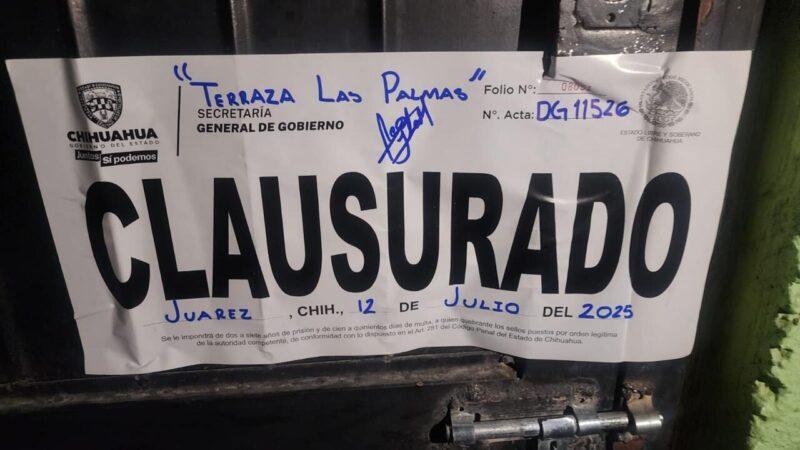 "TERRAZA LAS PALMAS"
Folio N°:
SECRETARÍA
GENERAL DE GOBIERNO
N°. Acta: DG11526
CHIHUAHUA
GOBIERNO DEL ESTADO
Juntos Sí podemos
ESTADO LIBRE Y SOBERANO
DE CHIHUAHUA
CLAUSURADO
JUAREZ, CHIH., 12 DE JULIO DEL 2025
Se le impondrá de dos a siete años de prisión y de cien a quinientos días de multa, a quien quebrante los sellos puestos por orden legítima
de la autoridad competente, de conformidad con lo dispuesto en el Art. 281 del Código Penal del Estado de Chihuahua.